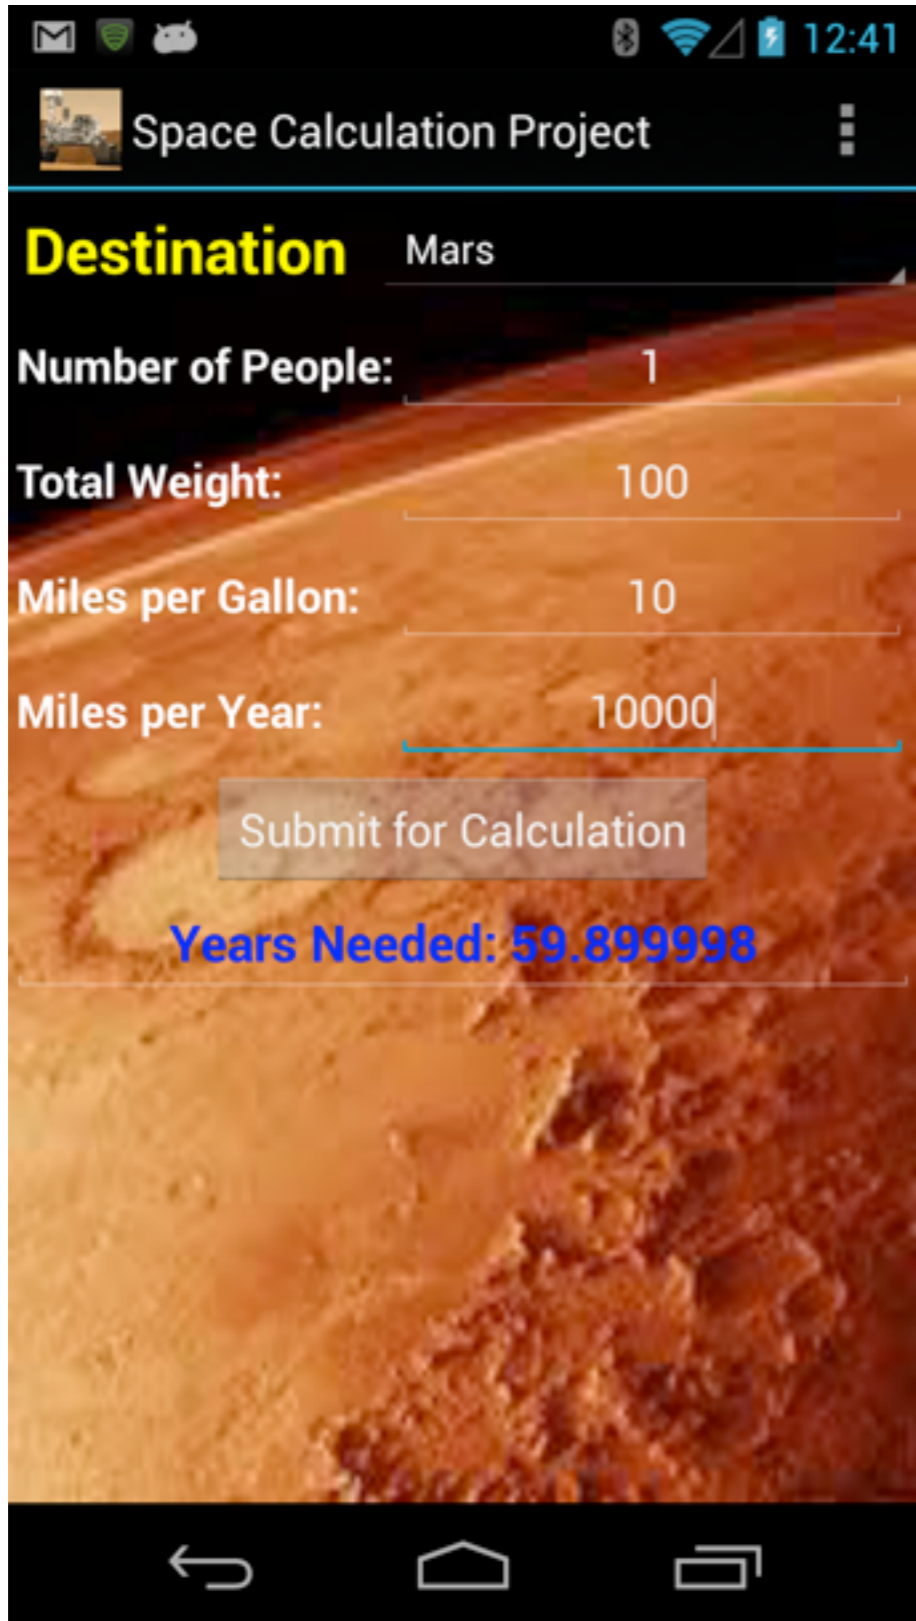 12:41
Space Calculation Project
Destination Mars
Number of People: 1
Total Weight: 100
Miles per Gallon: 10
Miles per Year: 10000
Submit for Calculation
Years Needed: 59.899998